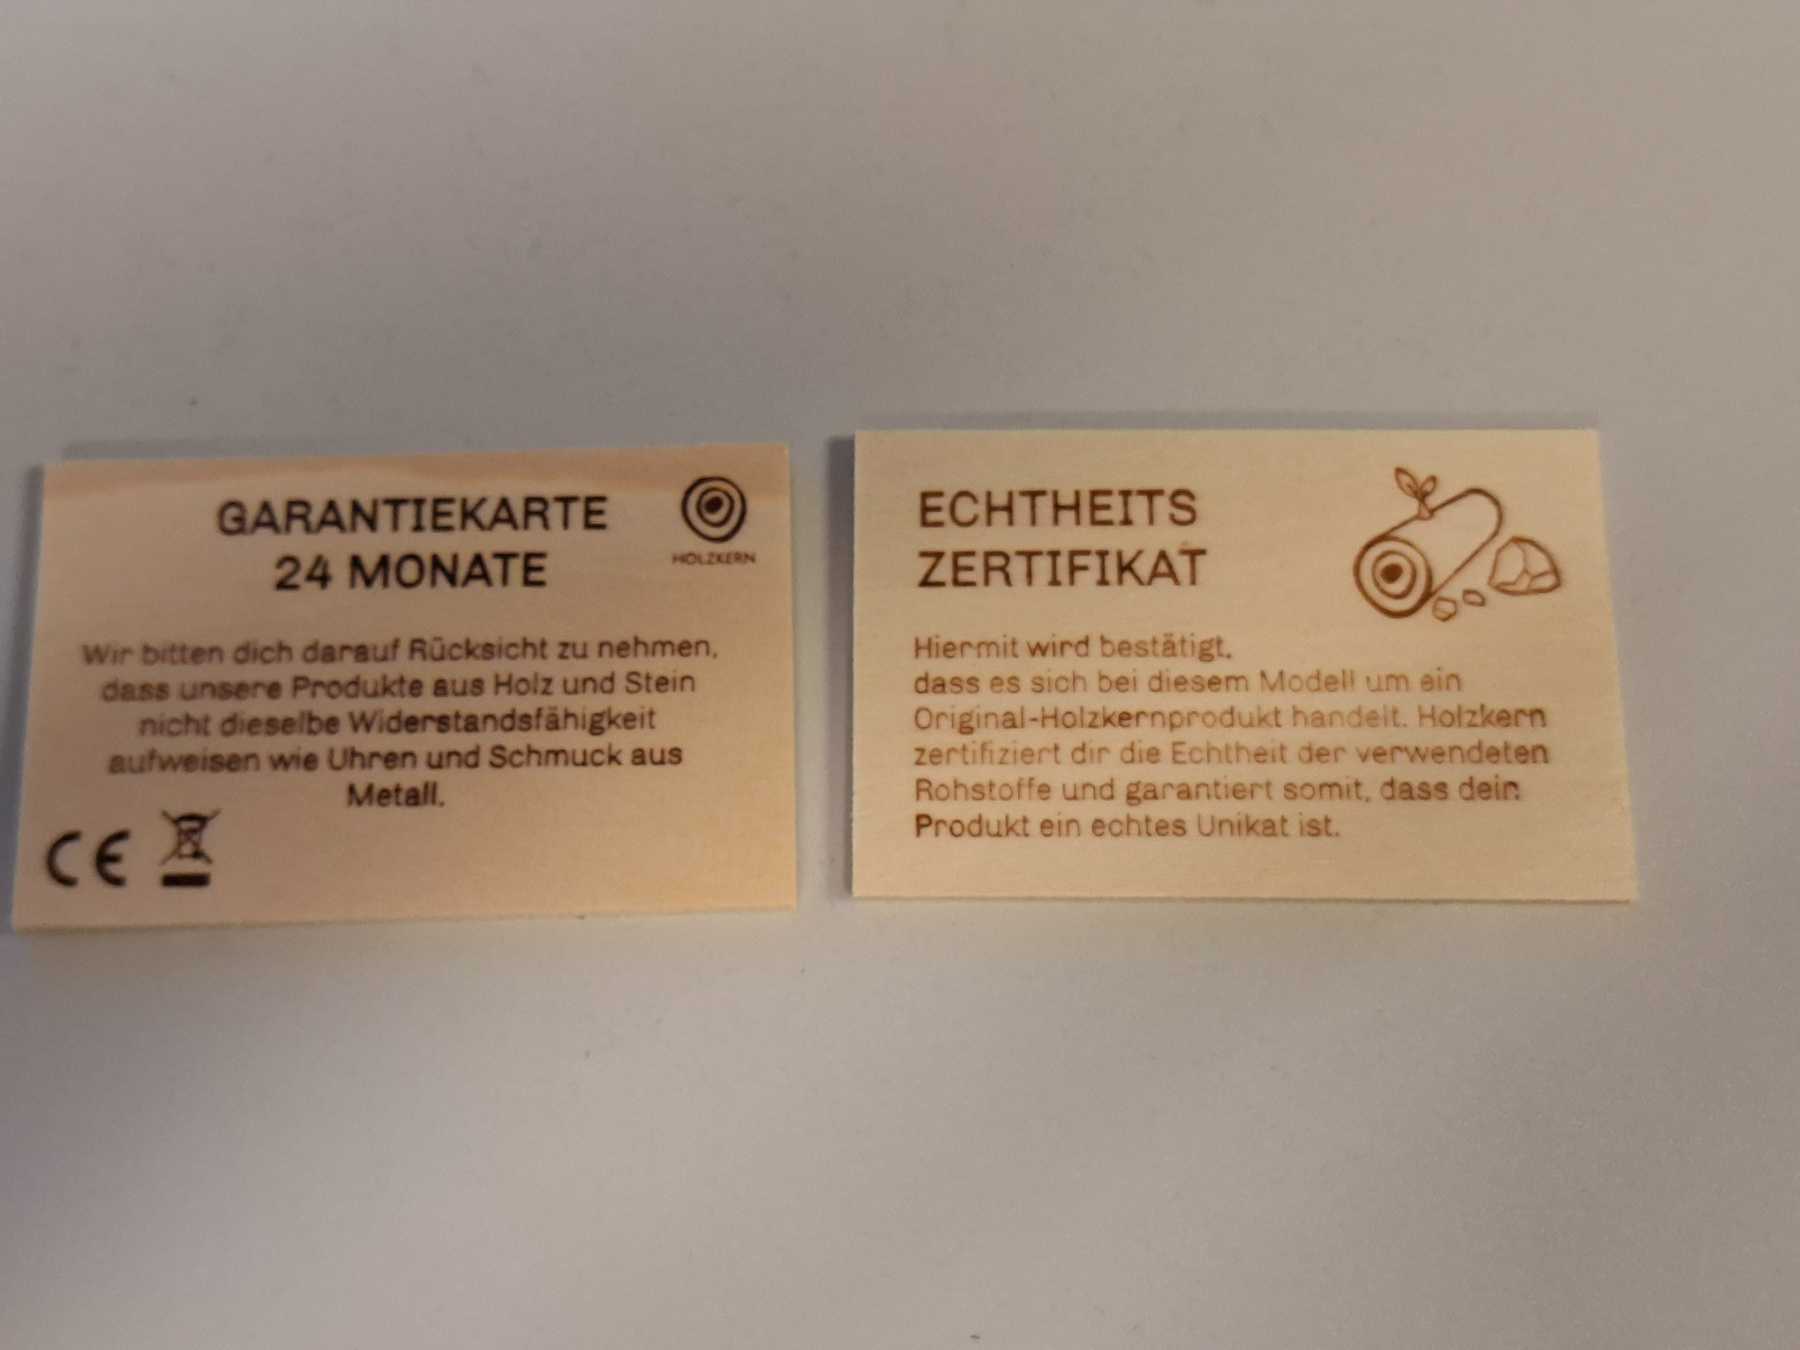 GARANTIEKARTE
24 MONATE
HOLZKERN
Wir bitten dich darauf Rücksicht zu nehmen,
dass unsere Produkte aus Holz und Stein
nicht dieselbe Widerstandsfähigkeit
aufweisen wie Uhren und Schmuck aus
Metall.
CE
ECHTHEITS
ZERTIFIKAT
Hiermit wird bestätigt,
dass es sich bei diesem Modell um ein
Original-Holzkernprodukt handelt. Holzkern
zertifiziert dir die Echtheit der verwendeten
Rohstoffe und garantiert somit, dass dein
Produkt ein echtes Unikat ist.